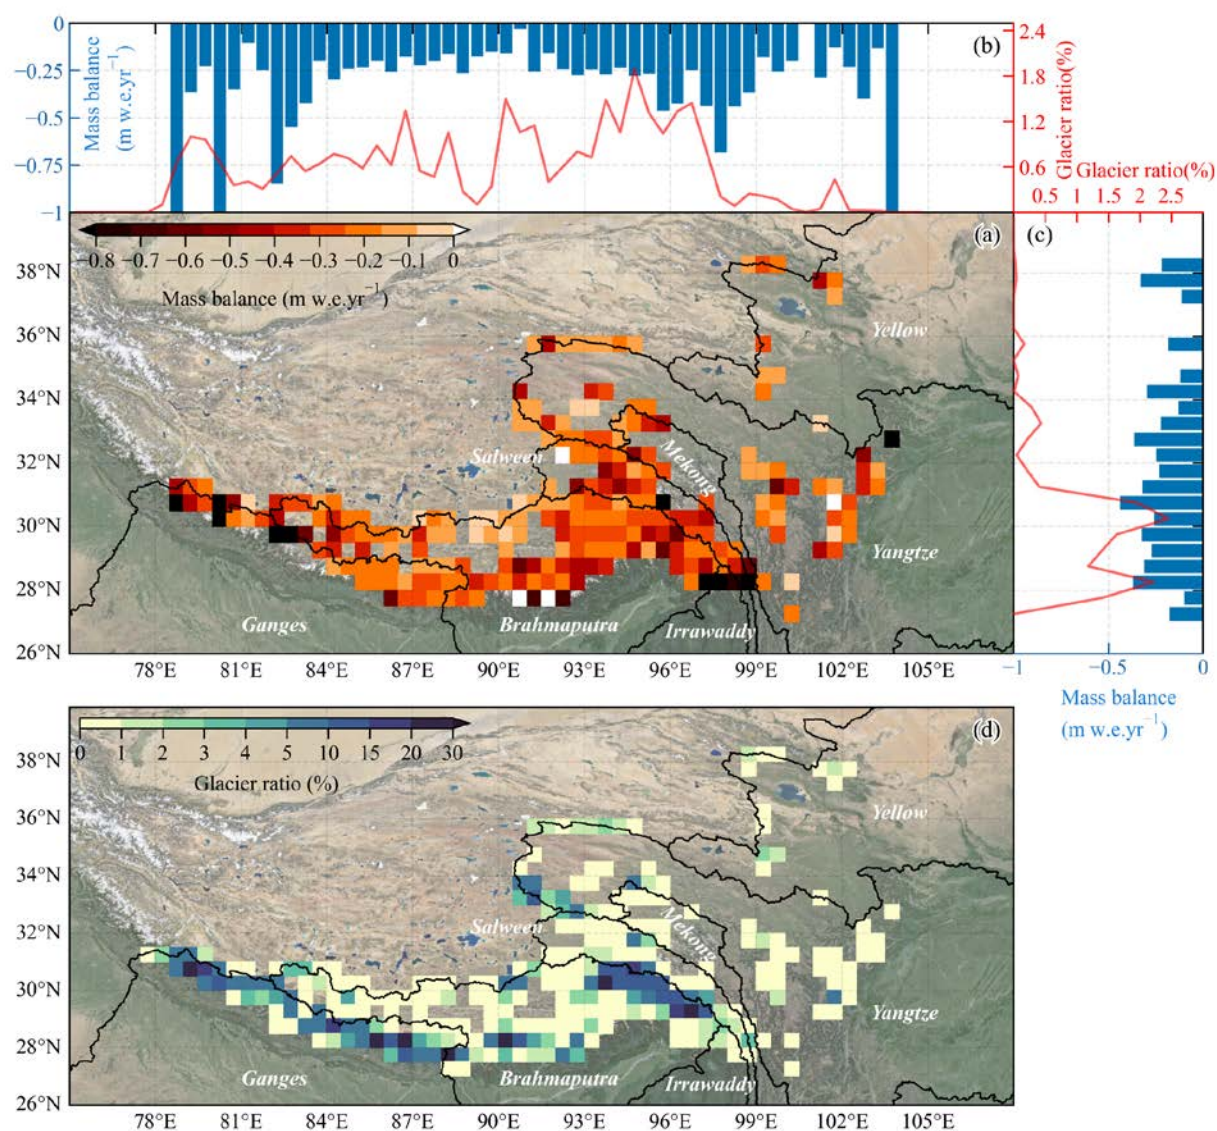 0
−0.25
−0.5
−0.75
−1
Mass balance
(m w.e.yr−1)
(b)
2.4
1.8
1.2
0.6
Glacier ratio(%)
Glacier ratio(%)
0.5 1 1.5 2 2.5
(a)
(c)
−0.8 −0.7 −0.6 −0.5 −0.4 −0.3 −0.2 −0.1 0
Mass balance (m w.e.yr−1)
38°N
36°N
34°N
32°N
30°N
28°N
26°N
Yellow
Salween
Mekong
Yangtze
Ganges
Brahmaputra
Irrawaddy
78°E 81°E 84°E 87°E 90°E 93°E 96°E 99°E 102°E 105°E
−1 −0.5 0
Mass balance
(m w.e.yr−1)
(d)
0 1 2 3 4 5 10 15 20 30
Glacier ratio (%)
38°N
36°N
34°N
32°N
30°N
28°N
26°N
Yellow
Salween
Mekong
Yangtze
Ganges
Brahmaputra
Irrawaddy
78°E 81°E 84°E 87°E 90°E 93°E 96°E 99°E 102°E 105°E